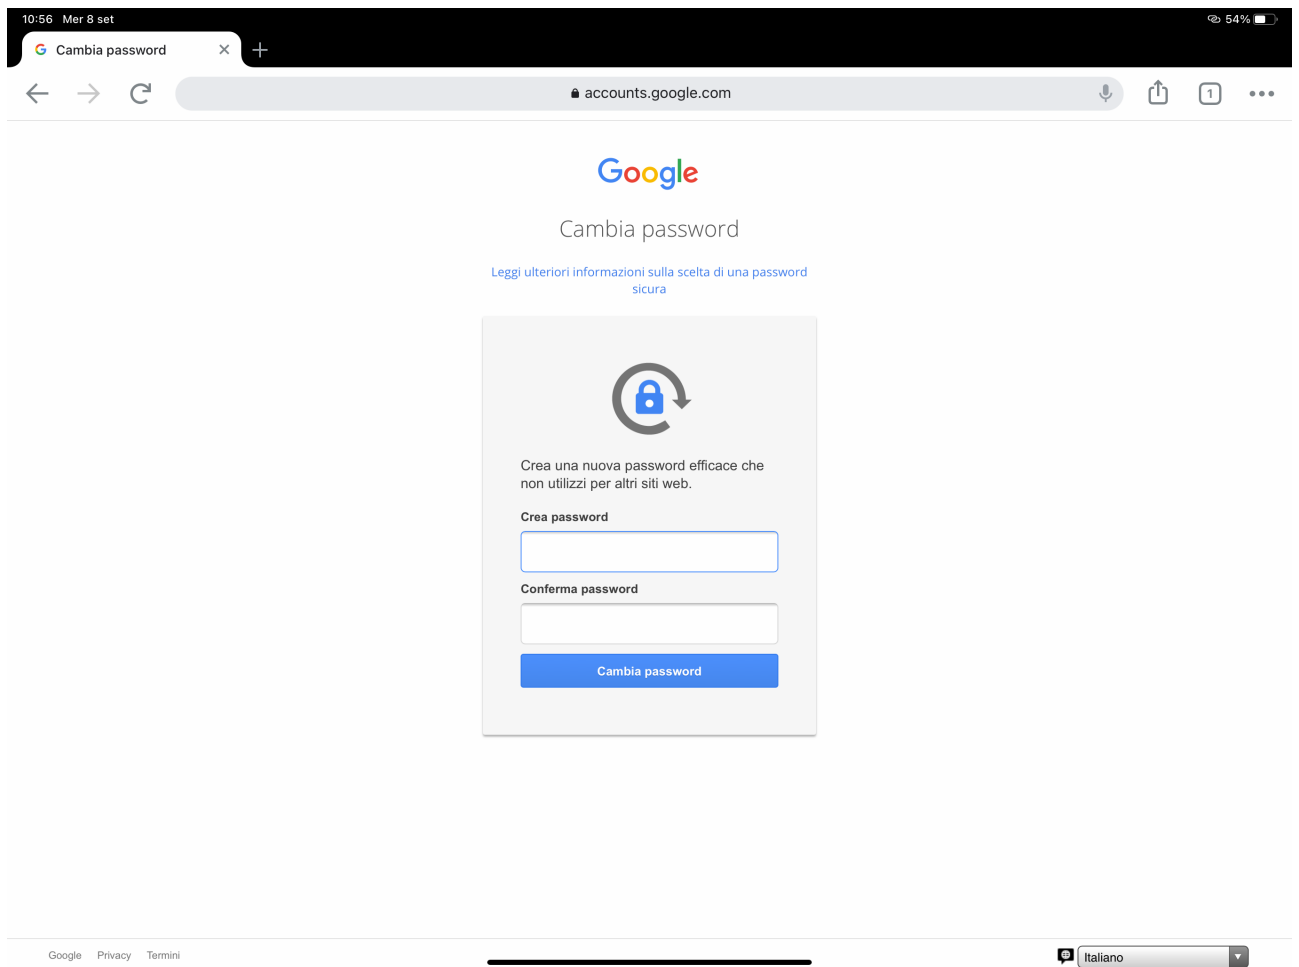 10:56 Mer 8 set
54%
Cambia password
accounts.google.com
1
Google
Cambia password
Leggi ulteriori informazioni sulla scelta di una password
sicura
Crea una nuova password efficace che
non utilizzi per altri siti web.
Crea password
Conferma password
Cambia password
Google Privacy Termini
Italiano